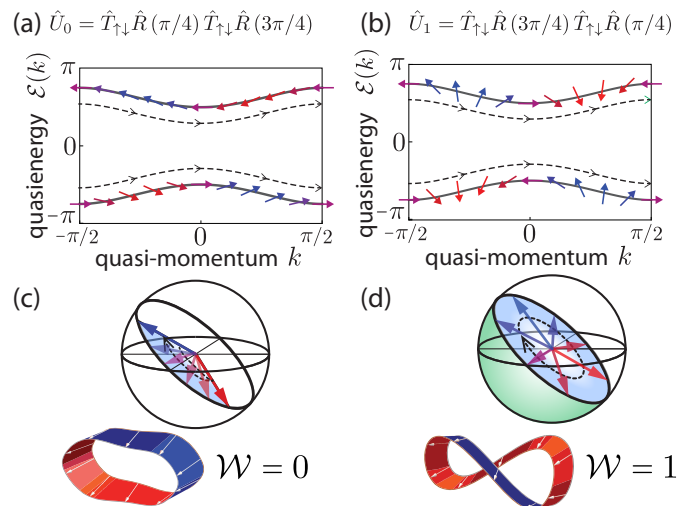 (a) Û₀ = T̂↑↓R̂(π/4) T̂↑↓R̂(3π/4)
(b) Û₁ = T̂↑↓R̂(3π/4) T̂↑↓R̂(π/4)
quasienergy ℰ(k)
π
0
−π
−π/2
0
π/2
quasi-momentum k
quasienergy ℰ(k)
π
0
−π
−π/2
0
π/2
quasi-momentum k
(c)
(d)
𝒲 = 0
𝒲 = 1